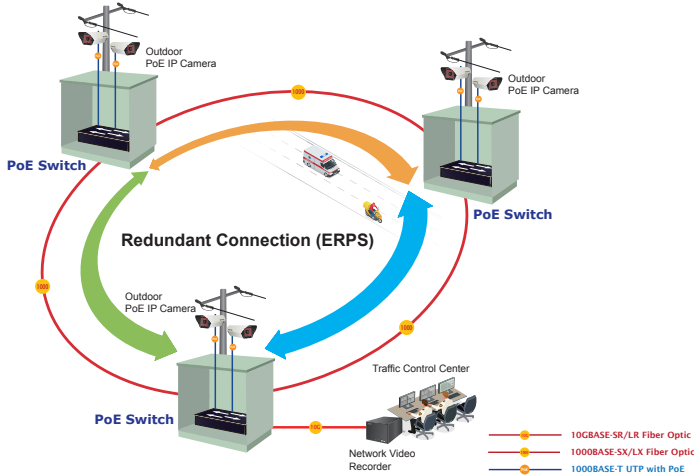 Outdoor
PoE IP Camera
PoE Switch
1000
Outdoor
PoE IP Camera
PoE Switch
Redundant Connection (ERPS)
1000
1000
Outdoor
PoE IP Camera
PoE Switch
10G
Traffic Control Center
Network Video
Recorder
10GBASE-SR/LR Fiber Optic
1000BASE-SX/LX Fiber Optic
1000BASE-T UTP with PoE